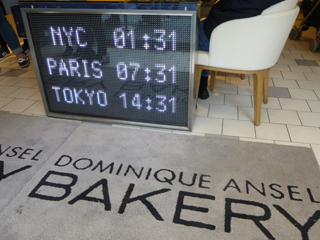 NYC 01:31
PARIS 07:31
TOKYO 14:31
ANSEL DOMINIQUE ANSEL
Y BAKERY